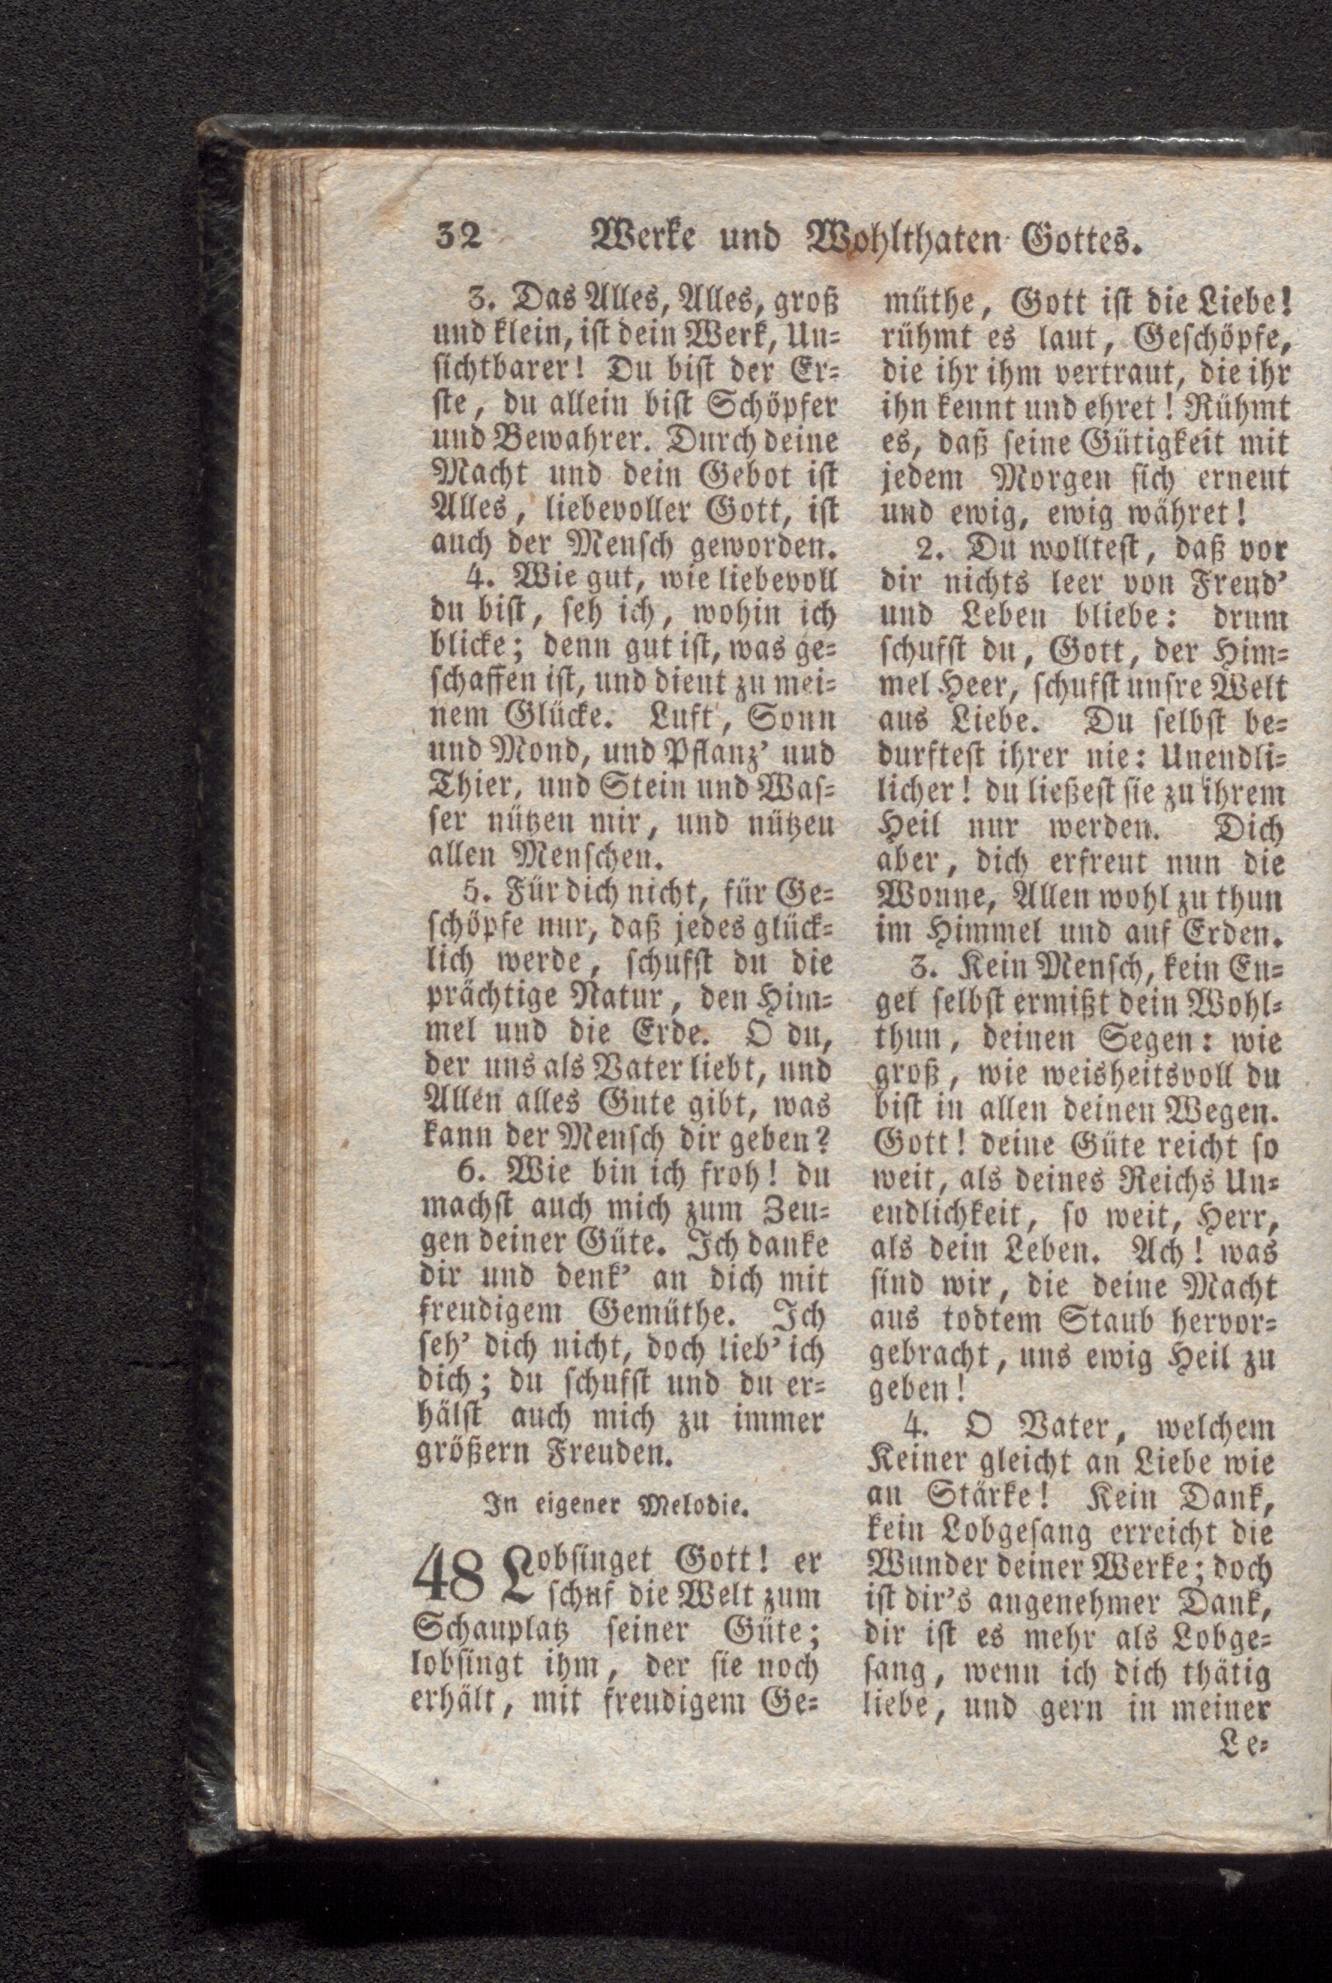 32 Werke und Wohlthaten Gottes.
3. Das Alles, Alles, groß
und klein, ist dein Werk, Un-
sichtbarer! Du bist der Er-
ste, du allein bist Schöpfer
und Bewahrer. Durch deine
Macht und dein Gebot ist
Alles, liebevoller Gott, ist
auch der Mensch geworden.
4. Wie gut, wie liebevoll
du bist, seh ich, wohin ich
blicke; denn gut ist, was ge-
schaffen ist, und dient zu mei-
nem Glücke. Luft, Sonn
und Mond, und Pflanz' und
Thier, und Stein und Was-
ser nützen mir, und nützen
allen Menschen.
5. Für dich nicht, für Ge-
schöpfe nur, daß jedes glück-
lich werde, schufst du die
prächtige Natur, den Him-
mel und die Erde. O du,
der uns als Vater liebt, und
Allen alles Gute gibt, was
kann der Mensch dir geben?
6. Wie bin ich froh! du
machst auch mich zum Zeu-
gen deiner Güte. Ich danke
dir und denk' an dich mit
freudigem Gemüthe. Ich
seh' dich nicht, doch lieb' ich
dich; du schufst und du er-
hälst auch mich zu immer
größern Freuden.
In eigener Melodie.
48 Lobsinget Gott! er
schuf die Welt zum
Schauplatz seiner Güte;
lobsingt ihm, der sie noch
erhält, mit freudigem Ge-
müthe, Gott ist die Liebe!
rühmt es laut, Geschöpfe,
die ihr ihm vertraut, die ihr
ihn kennt und ehret! Rühmt
es, daß seine Gütigkeit mit
jedem Morgen sich erneut
und ewig, ewig währet!
2. Du wolltest, daß vor
dir nichts leer von Freud'
und Leben bliebe: drum
schufst du, Gott, der Him-
mel Heer, schufst unsre Welt
aus Liebe. Du selbst be-
durftest ihrer nie: Unendli-
licher! du ließest sie zu ihrem
Heil nur werden. Dich
aber, dich erfreut nun die
Wonne, Allen wohl zu thun
im Himmel und auf Erden.
3. Kein Mensch, kein En-
gel selbst ermißt dein Wohl-
thun, deinen Segen: wie
groß, wie weisheitsvoll du
bist in allen deinen Wegen.
Gott! deine Güte reicht so
weit, als deines Reichs Un-
endlichkeit, so weit, Herr,
als dein Leben. Ach! was
sind wir, die deine Macht
aus todtem Staub hervor-
gebracht, uns ewig Heil zu
geben!
4. O Vater, welchem
Keiner gleicht an Liebe wie
an Stärke! Kein Dank,
kein Lobgesang erreicht die
Wunder deiner Werke; doch
ist dir's angenehmer Dank,
dir ist es mehr als Lobge-
sang, wenn ich dich thätig
liebe, und gern in meiner
Le-